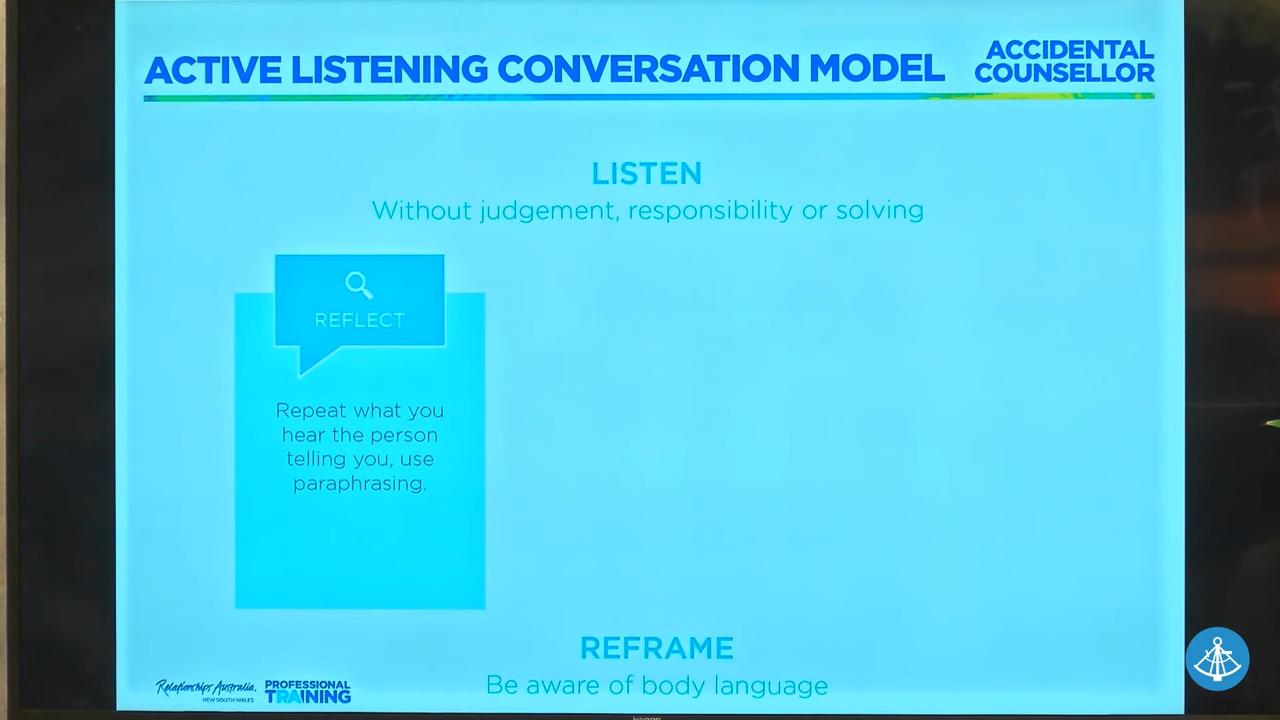 ACTIVE LISTENING CONVERSATION MODEL
ACCIDENTAL
COUNSELLOR
LISTEN
Without judgement, responsibility or solving
REFLECT
Repeat what you
hear the person
telling you, use
paraphrasing.
REFRAME
Be aware of body language
Relationships Australia.
NEW SOUTH WALES
PROFESSIONAL
TRAINING